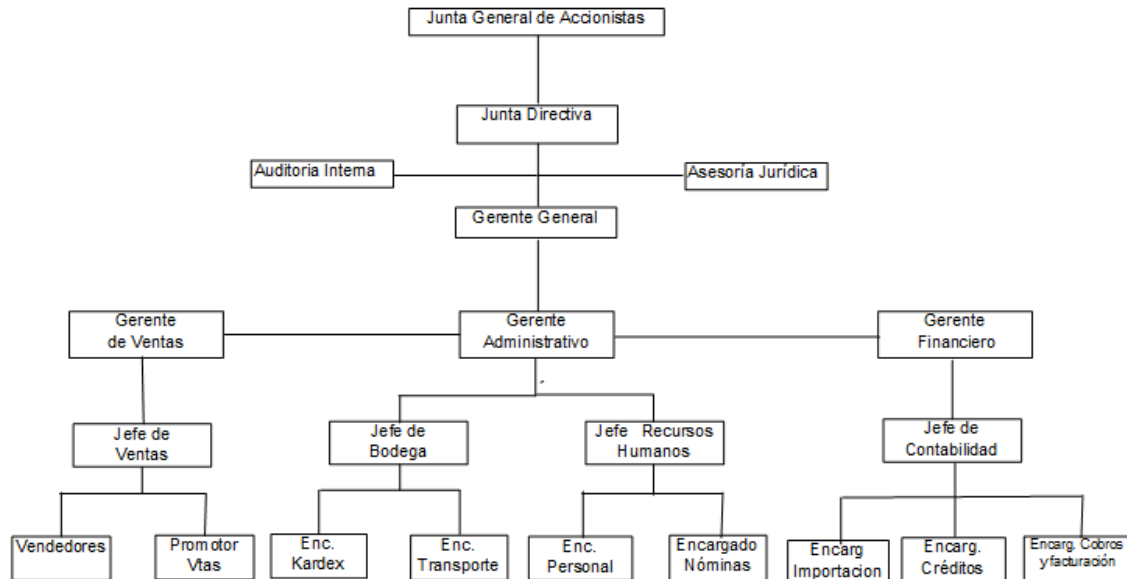 Junta General de Accionistas
Junta Directiva
Auditoria Interna
Asesoría Jurídica
Gerente General
Gerente
de Ventas
Gerente
Administrativo
Gerente
Financiero
Jefe de
Ventas
Jefe de
Bodega
Jefe Recursos
Humanos
Jefe de
Contabilidad
Vendedores
Promotor
Vtas
Enc.
Kardex
Enc.
Transporte
Enc.
Personal
Encargado
Nóminas
Encarg
Importacion
Encarg.
Créditos
Encarg. Cobros
y facturación